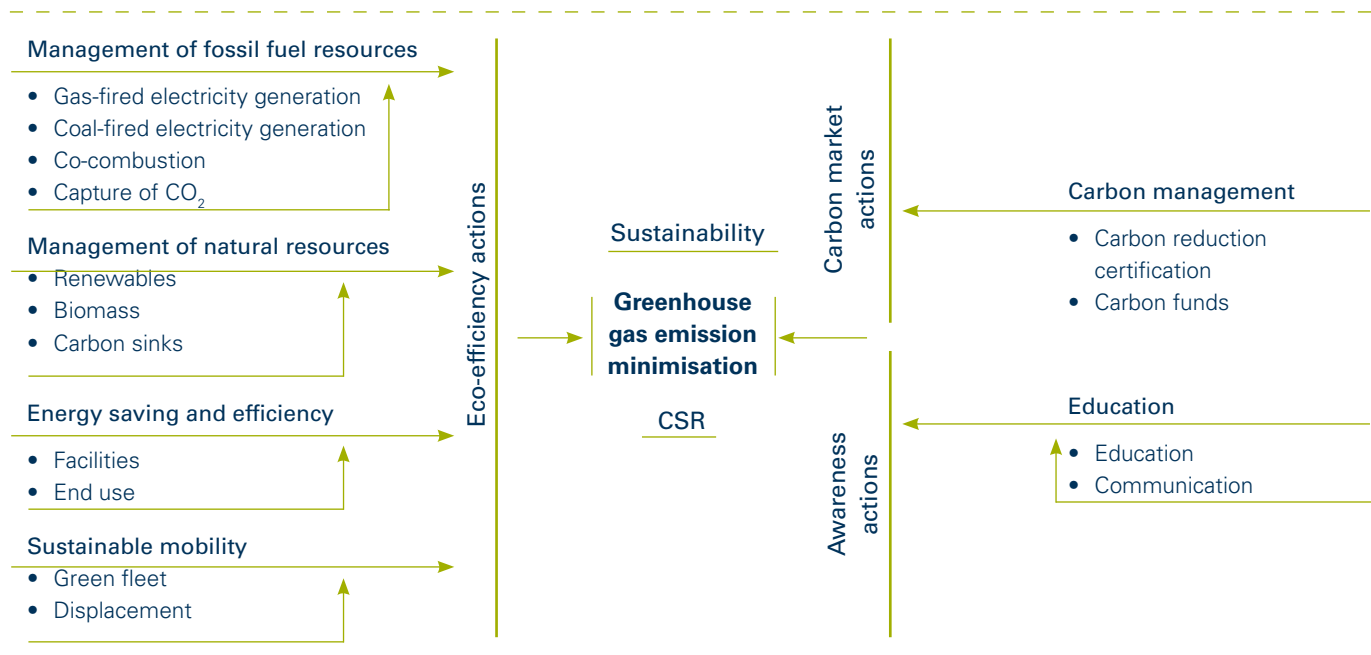 Management of fossil fuel resources
• Gas-fired electricity generation
• Coal-fired electricity generation
• Co-combustion
• Capture of CO₂
Management of natural resources
• Renewables
• Biomass
• Carbon sinks
Energy saving and efficiency
• Facilities
• End use
Sustainable mobility
• Green fleet
• Displacement
Eco-efficiency actions
Sustainability
Greenhouse
gas emission
minimisation
CSR
Carbon market
actions
Awareness
actions
Carbon management
• Carbon reduction
certification
• Carbon funds
Education
• Education
• Communication